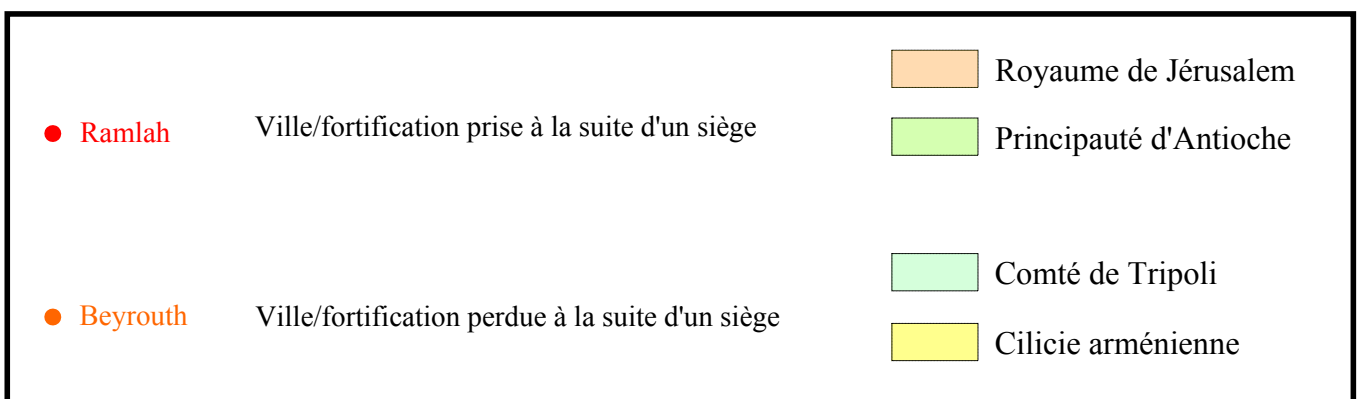 Ramlah
Ville/fortification prise à la suite d'un siège
Beyrouth
Ville/fortification perdue à la suite d'un siège
Royaume de Jérusalem
Principauté d'Antioche
Comté de Tripoli
Cilicie arménienne